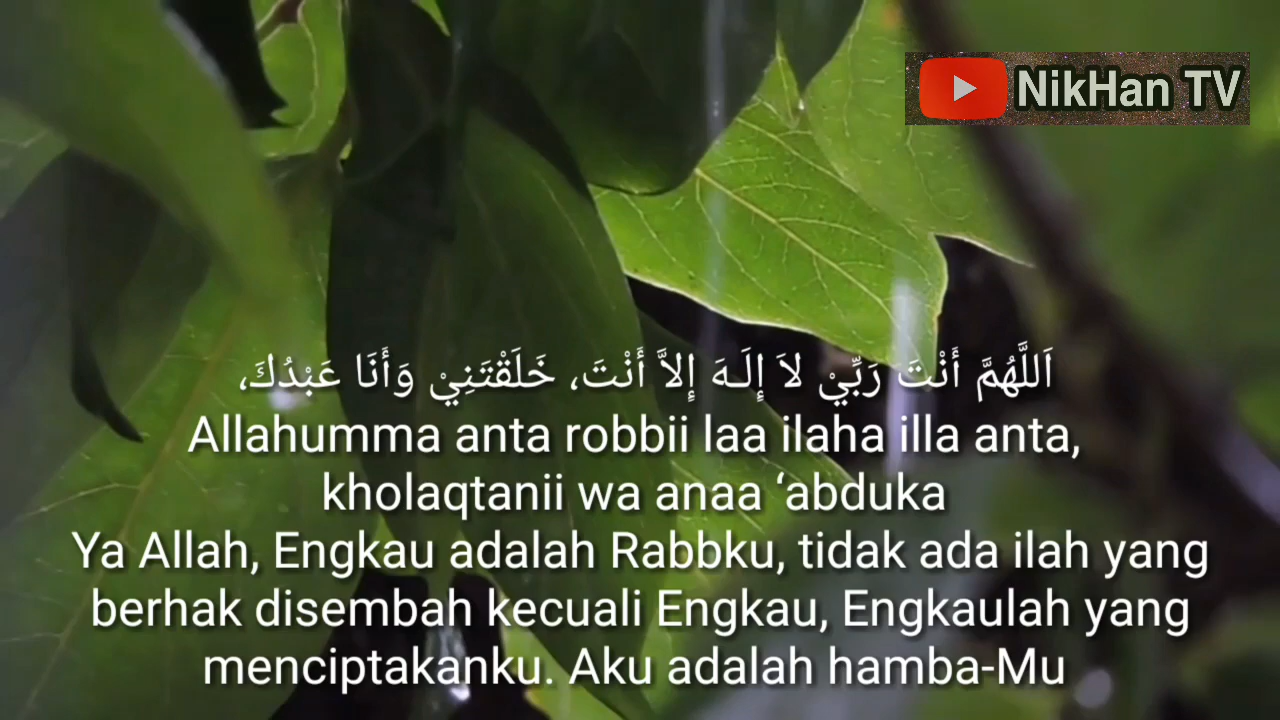 NikHan TV
اَللَّهُمَّ أَنْتَ رَبِّيْ لاَ إِلَـهَ إِلاَّ أَنْتَ، خَلَقْتَنِيْ وَأَنَا عَبْدُكَ،
Allahumma anta robbii laa ilaha illa anta,
kholaqtanii wa anaa ‘abduka
Ya Allah, Engkau adalah Rabbku, tidak ada ilah yang
berhak disembah kecuali Engkau, Engkaulah yang
menciptakanku. Aku adalah hamba-Mu